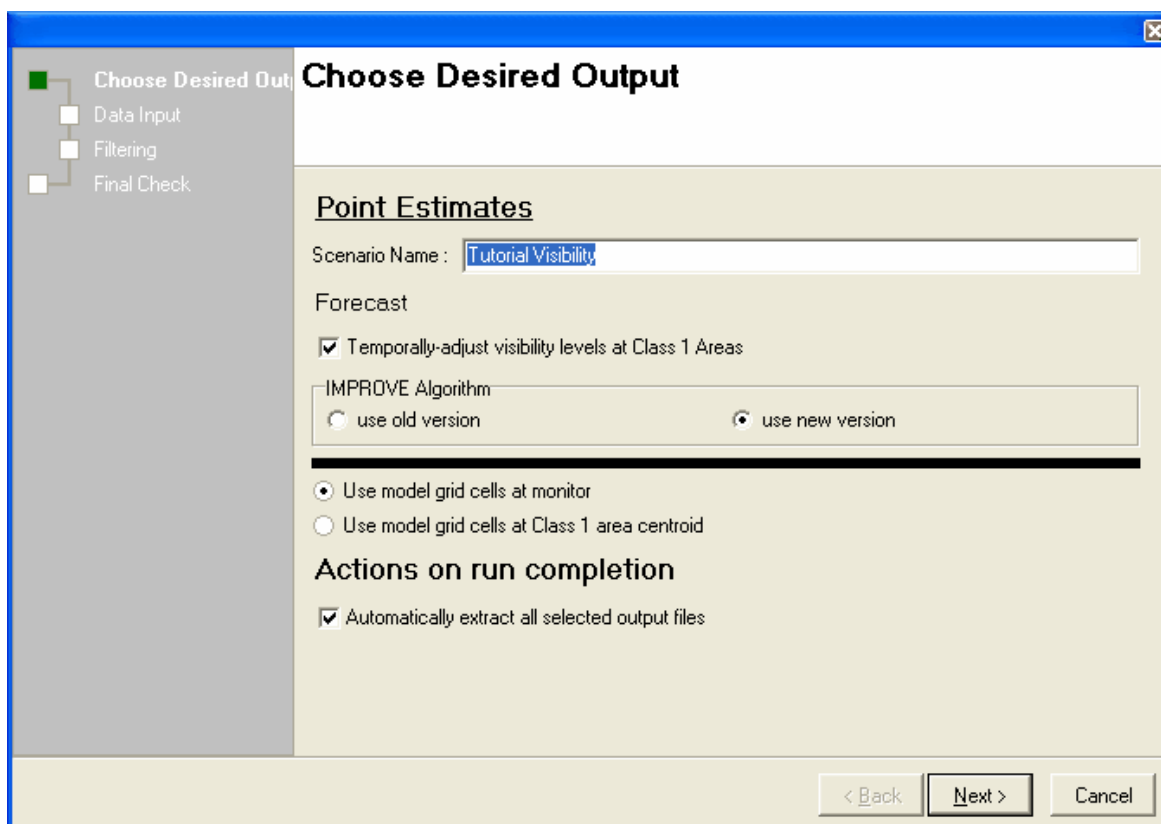 Choose Desired Outp
Data Input
Filtering
Final Check
Choose Desired Output
Point Estimates
Scenario Name : Tutorial Visibility
Forecast
Temporally-adjust visibility levels at Class 1 Areas
IMPROVE Algorithm
use old version use new version
Use model grid cells at monitor
Use model grid cells at Class 1 area centroid
Actions on run completion
Automatically extract all selected output files
< Back Next > Cancel